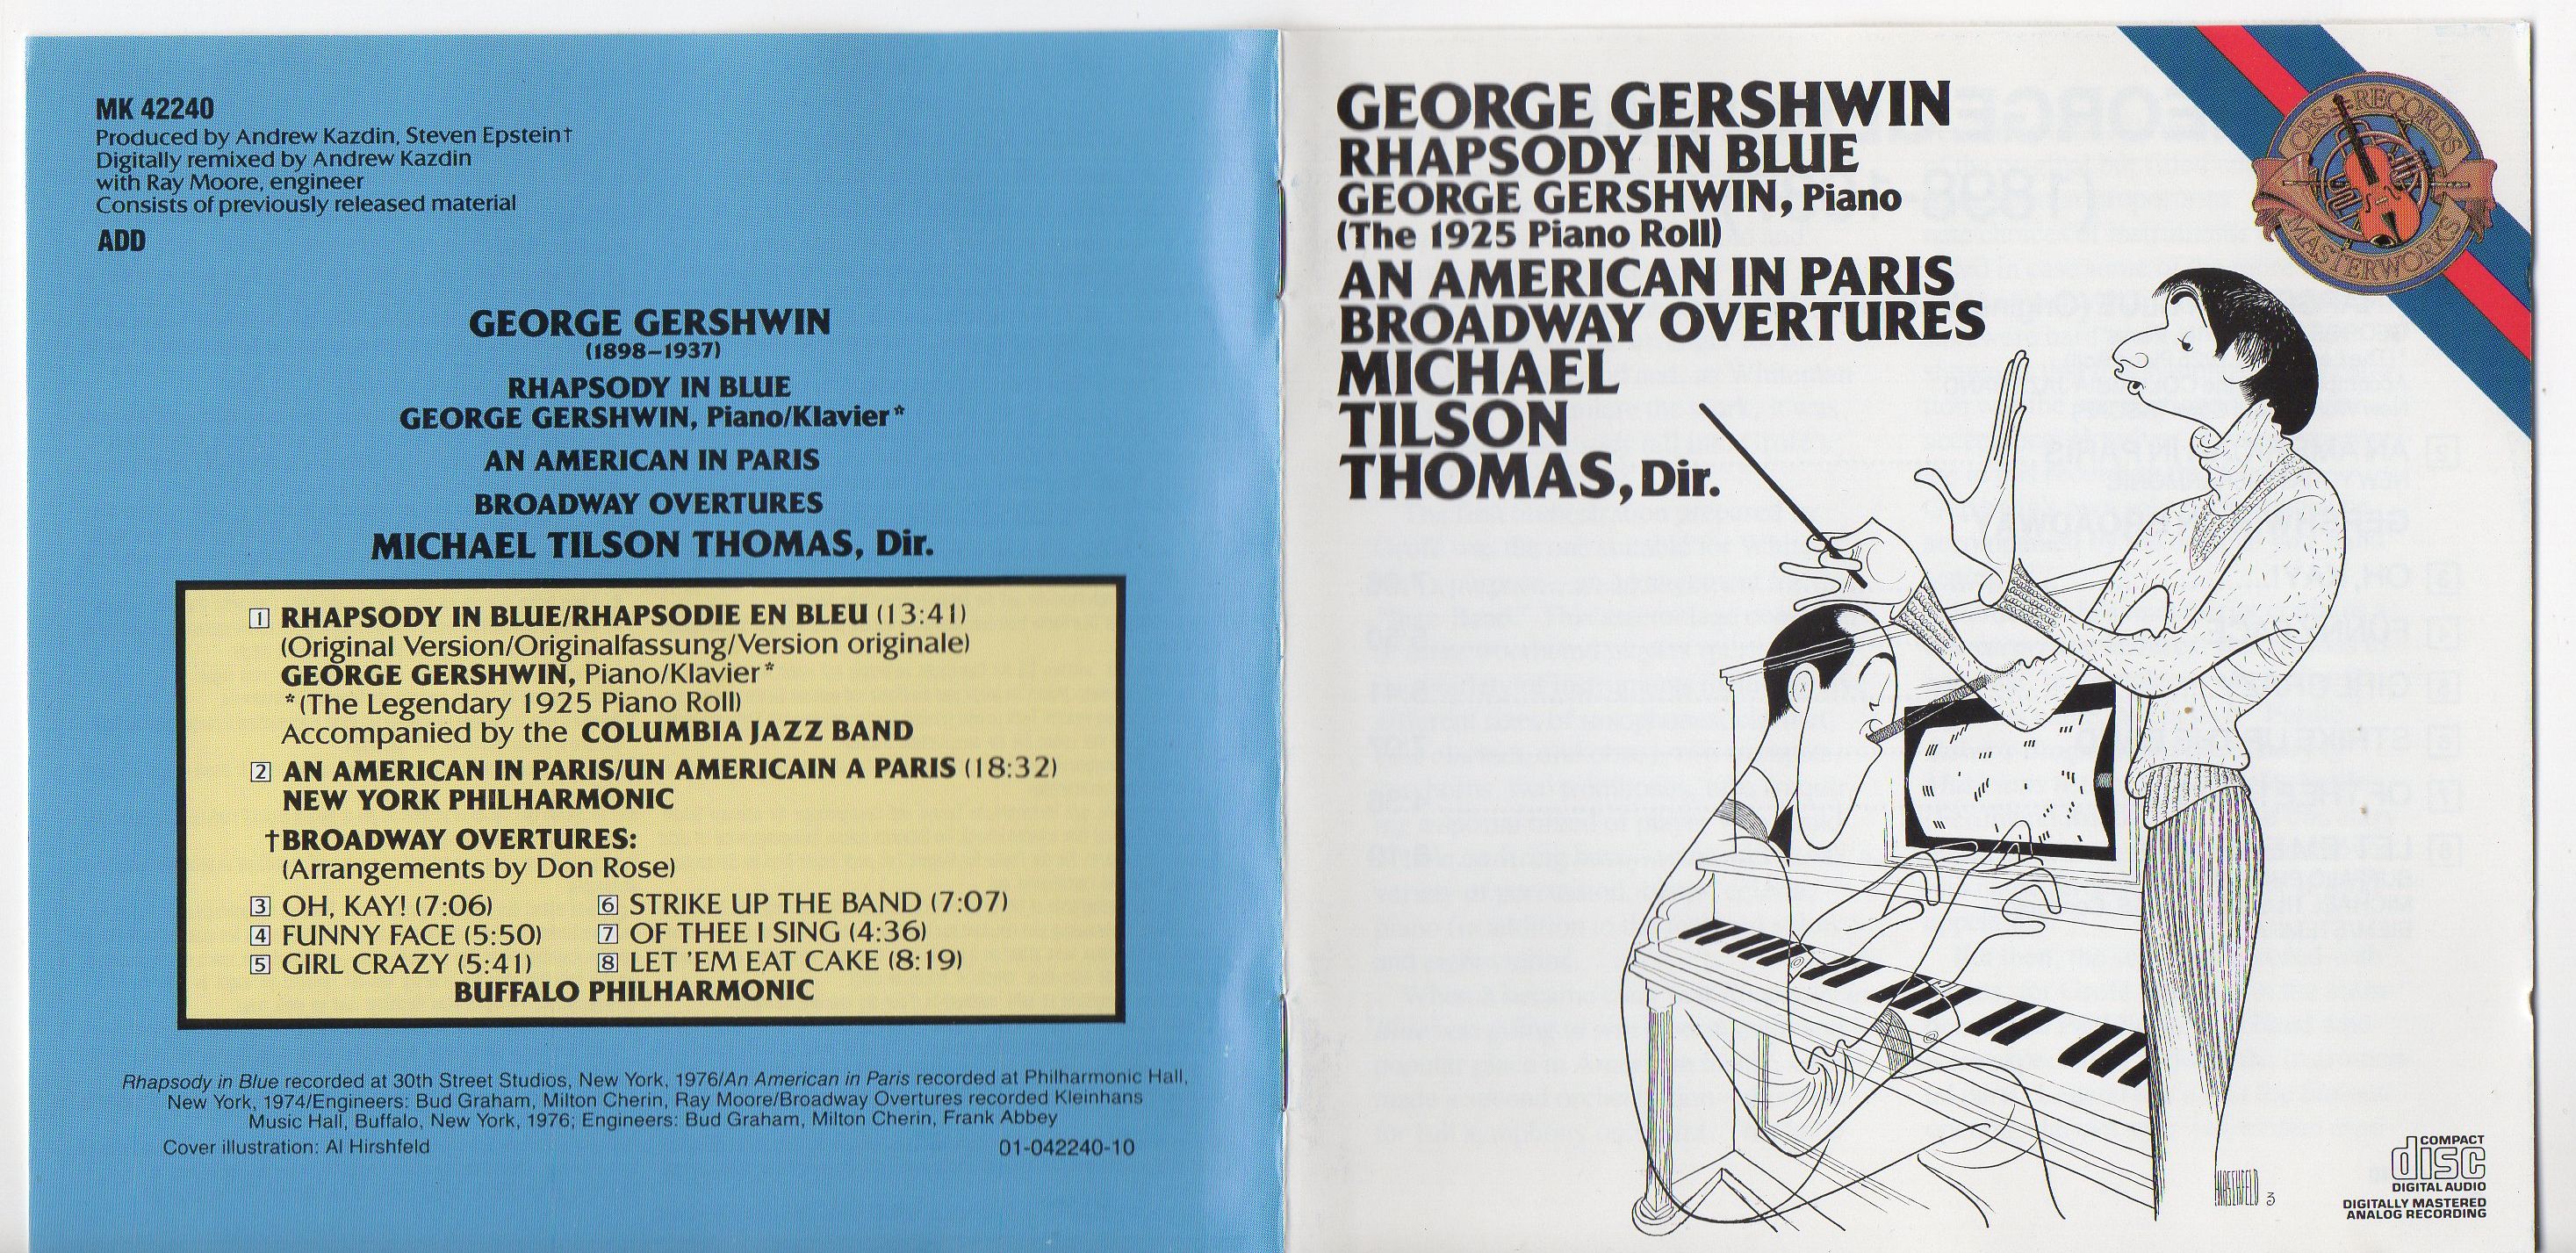 MK 42240
Produced by Andrew Kazdin, Steven Epstein†
Digitally remixed by Andrew Kazdin
with Ray Moore, engineer
Consists of previously released material
ADD
GEORGE GERSHWIN
(1898–1937)
RHAPSODY IN BLUE
GEORGE GERSHWIN, Piano/Klavier*
AN AMERICAN IN PARIS
BROADWAY OVERTURES
MICHAEL TILSON THOMAS, Dir.
1 RHAPSODY IN BLUE/RHAPSODIE EN BLEU (13:41)
(Original Version/Originalfassung/Version originale)
GEORGE GERSHWIN, Piano/Klavier*
*(The Legendary 1925 Piano Roll)
Accompanied by the COLUMBIA JAZZ BAND
2 AN AMERICAN IN PARIS/UN AMERICAIN A PARIS (18:32)
NEW YORK PHILHARMONIC
†BROADWAY OVERTURES:
(Arrangements by Don Rose)
3 OH, KAY! (7:06)
4 FUNNY FACE (5:50)
5 GIRL CRAZY (5:41)
6 STRIKE UP THE BAND (7:07)
7 OF THEE I SING (4:36)
8 LET 'EM EAT CAKE (8:19)
BUFFALO PHILHARMONIC
Rhapsody in Blue recorded at 30th Street Studios, New York, 1976/An American in Paris recorded at Philharmonic Hall,
New York, 1974/Engineers: Bud Graham, Milton Cherin, Ray Moore/Broadway Overtures recorded Kleinhans
Music Hall, Buffalo, New York, 1976; Engineers: Bud Graham, Milton Cherin, Frank Abbey
Cover illustration: Al Hirshfeld
01-042240-10
GEORGE GERSHWIN
RHAPSODY IN BLUE
GEORGE GERSHWIN, Piano
(The 1925 Piano Roll)
AN AMERICAN IN PARIS
BROADWAY OVERTURES
MICHAEL
TILSON
THOMAS, Dir.
CBS RECORDS
MASTERWORKS
HIRSCHFELD 3
COMPACT
disc
DIGITAL AUDIO
DIGITALLY MASTERED
ANALOG RECORDING